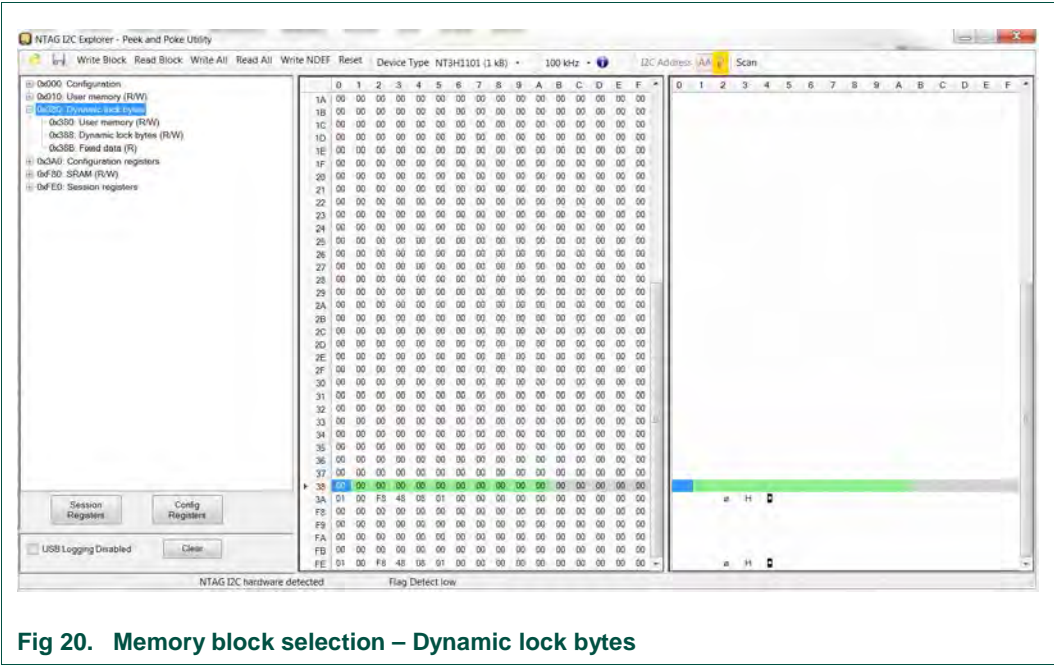 NTAG I2C Explorer - Peek and Poke Utility
Write Block Read Block Write All Read All Write NDEF Reset Device Type NT3H1101 (1 kB) 100 kHz I2C Address AA Scan
0x000: Configuration
0x010: User memory (R/W)
0x380: Dynamic lock bytes
0x380: User memory (R/W)
0x388: Dynamic lock bytes (R/W)
0x38B: Fixed data (R)
0x3A0: Configuration registers
0xF80: SRAM (R/W)
0xFE0: Session registers
Session Registers
Config Registers
USB Logging Disabled Clear
0 1 2 3 4 5 6 7 8 9 A B C D E F
1A 00 00 00 00 00 00 00 00 00 00 00 00 00 00 00 00
1B 00 00 00 00 00 00 00 00 00 00 00 00 00 00 00 00
1C 00 00 00 00 00 00 00 00 00 00 00 00 00 00 00 00
1D 00 00 00 00 00 00 00 00 00 00 00 00 00 00 00 00
1E 00 00 00 00 00 00 00 00 00 00 00 00 00 00 00 00
1F 00 00 00 00 00 00 00 00 00 00 00 00 00 00 00 00
20 00 00 00 00 00 00 00 00 00 00 00 00 00 00 00 00
21 00 00 00 00 00 00 00 00 00 00 00 00 00 00 00 00
22 00 00 00 00 00 00 00 00 00 00 00 00 00 00 00 00
23 00 00 00 00 00 00 00 00 00 00 00 00 00 00 00 00
24 00 00 00 00 00 00 00 00 00 00 00 00 00 00 00 00
25 00 00 00 00 00 00 00 00 00 00 00 00 00 00 00 00
26 00 00 00 00 00 00 00 00 00 00 00 00 00 00 00 00
27 00 00 00 00 00 00 00 00 00 00 00 00 00 00 00 00
28 00 00 00 00 00 00 00 00 00 00 00 00 00 00 00 00
29 00 00 00 00 00 00 00 00 00 00 00 00 00 00 00 00
2A 00 00 00 00 00 00 00 00 00 00 00 00 00 00 00 00
2B 00 00 00 00 00 00 00 00 00 00 00 00 00 00 00 00
2C 00 00 00 00 00 00 00 00 00 00 00 00 00 00 00 00
2D 00 00 00 00 00 00 00 00 00 00 00 00 00 00 00 00
2E 00 00 00 00 00 00 00 00 00 00 00 00 00 00 00 00
2F 00 00 00 00 00 00 00 00 00 00 00 00 00 00 00 00
30 00 00 00 00 00 00 00 00 00 00 00 00 00 00 00 00
31 00 00 00 00 00 00 00 00 00 00 00 00 00 00 00 00
32 00 00 00 00 00 00 00 00 00 00 00 00 00 00 00 00
33 00 00 00 00 00 00 00 00 00 00 00 00 00 00 00 00
34 00 00 00 00 00 00 00 00 00 00 00 00 00 00 00 00
35 00 00 00 00 00 00 00 00 00 00 00 00 00 00 00 00
36 00 00 00 00 00 00 00 00 00 00 00 00 00 00 00 00
37 00 00 00 00 00 00 00 00 00 00 00 00 00 00 00 00
38 00 00 00 00 00 00 00 00 00 00 00 00 00 00 00 00
3A 01 00 F8 48 08 01 00 00 00 00 00 00 00 00 00 00
F8 00 00 00 00 00 00 00 00 00 00 00 00 00 00 00 00
F9 00 00 00 00 00 00 00 00 00 00 00 00 00 00 00 00
FA 00 00 00 00 00 00 00 00 00 00 00 00 00 00 00 00
FB 00 00 00 00 00 00 00 00 00 00 00 00 00 00 00 00
FE 01 00 F8 48 08 01 00 00 00 00 00 00 00 00 00 00
0 1 2 3 4 5 6 7 8 9 A B C D E F
ø H
ø H
NTAG I2C hardware detected Flag Detect low
Fig 20. Memory block selection – Dynamic lock bytes